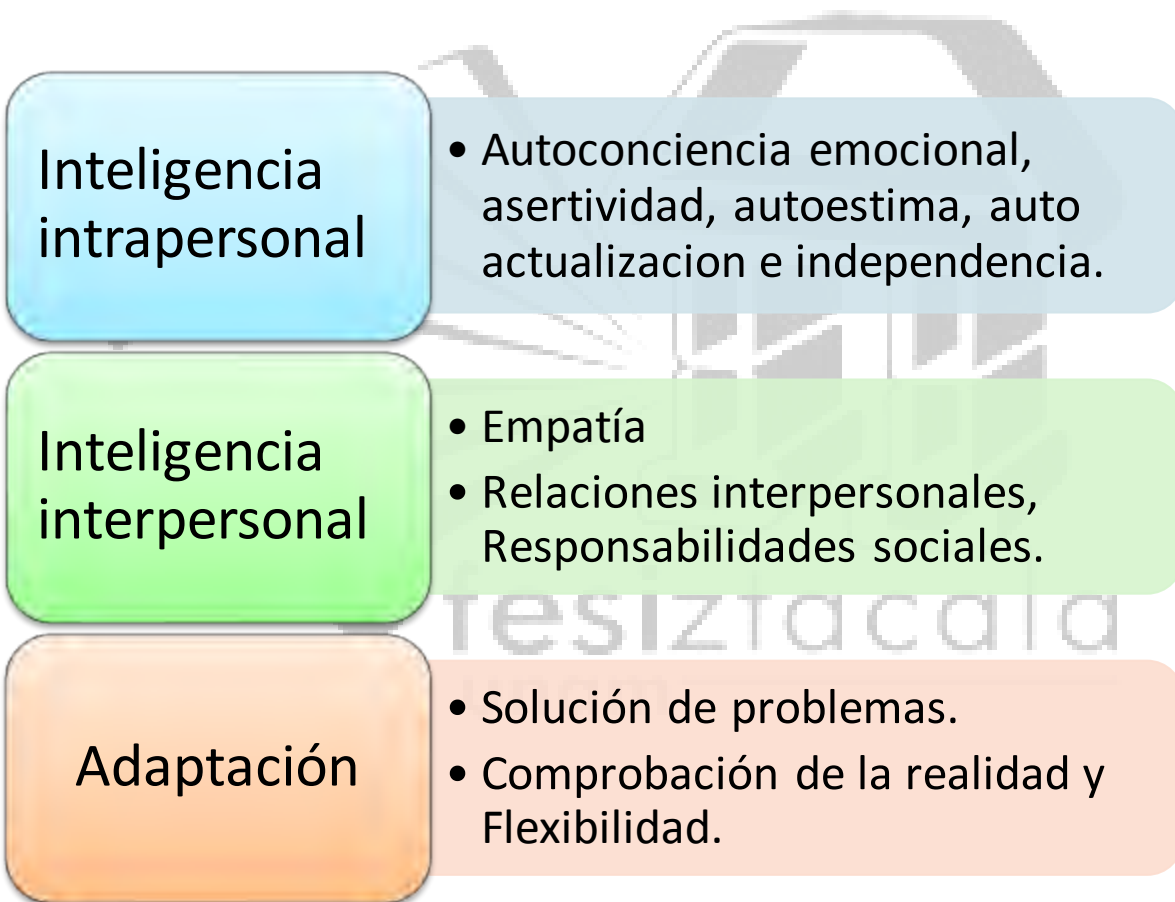 Inteligencia
intrapersonal
• Autoconciencia emocional,
asertividad, autoestima, auto
actualizacion e independencia.
Inteligencia
interpersonal
• Empatía
• Relaciones interpersonales,
Responsabilidades sociales.
fesiztacala
Adaptación
• Solución de problemas.
• Comprobación de la realidad y
Flexibilidad.